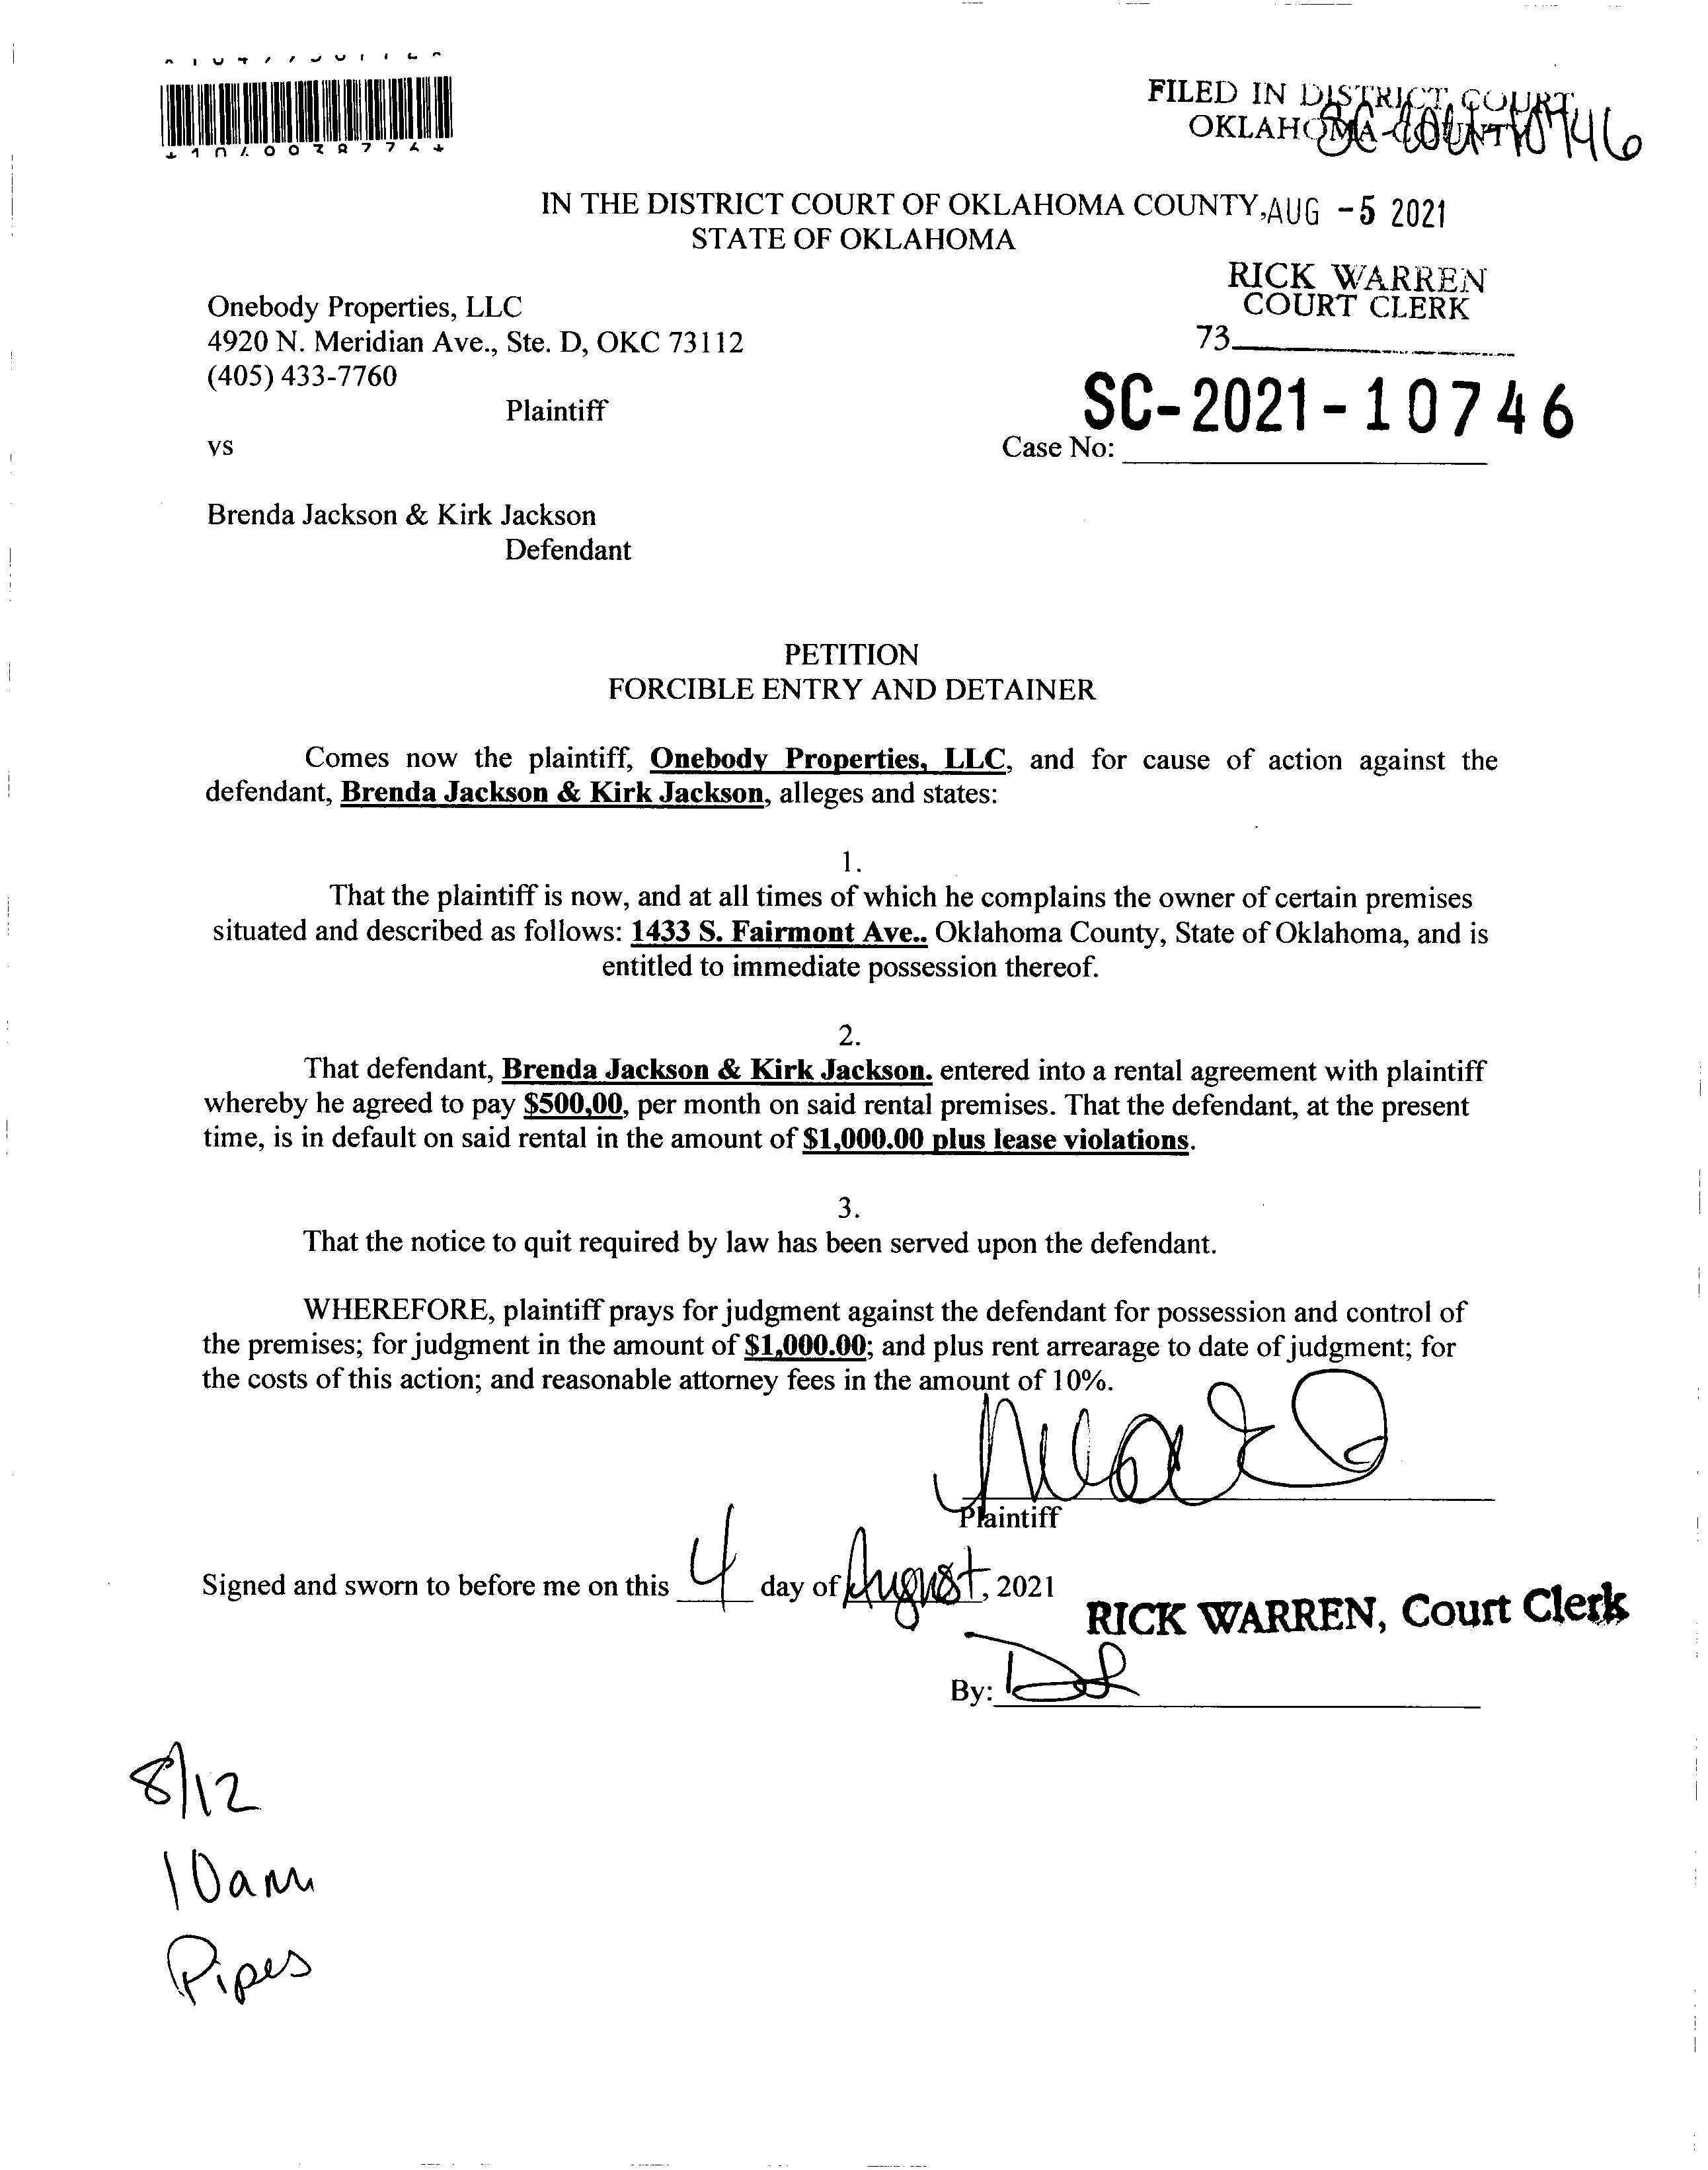 FILED IN DISTRICT COURT
OKLAHOMA COUNTY
IN THE DISTRICT COURT OF OKLAHOMA COUNTY, AUG -5 2021
STATE OF OKLAHOMA
RICK WARREN
COURT CLERK
Onebody Properties, LLC
4920 N. Meridian Ave., Ste. D, OKC 73112
73
(405) 433-7760
Plaintiff
SC-2021-10746
vs
Case No:
Brenda Jackson & Kirk Jackson
Defendant
PETITION
FORCIBLE ENTRY AND DETAINER
Comes now the plaintiff, Onebody Properties, LLC, and for cause of action against the
defendant, Brenda Jackson & Kirk Jackson, alleges and states:
1.
That the plaintiff is now, and at all times of which he complains the owner of certain premises
situated and described as follows: 1433 S. Fairmont Ave.. Oklahoma County, State of Oklahoma, and is
entitled to immediate possession thereof.
2.
That defendant, Brenda Jackson & Kirk Jackson. entered into a rental agreement with plaintiff
whereby he agreed to pay $500,00, per month on said rental premises. That the defendant, at the present
time, is in default on said rental in the amount of $1,000.00 plus lease violations.
3.
That the notice to quit required by law has been served upon the defendant.
WHEREFORE, plaintiff prays for judgment against the defendant for possession and control of
the premises; for judgment in the amount of $1,000.00; and plus rent arrearage to date of judgment; for
the costs of this action; and reasonable attorney fees in the amount of 10%.
Plaintiff
Signed and sworn to before me on this 4 day of August, 2021
RICK WARREN, Court Clerk
By:
8/12
10am
Pipes